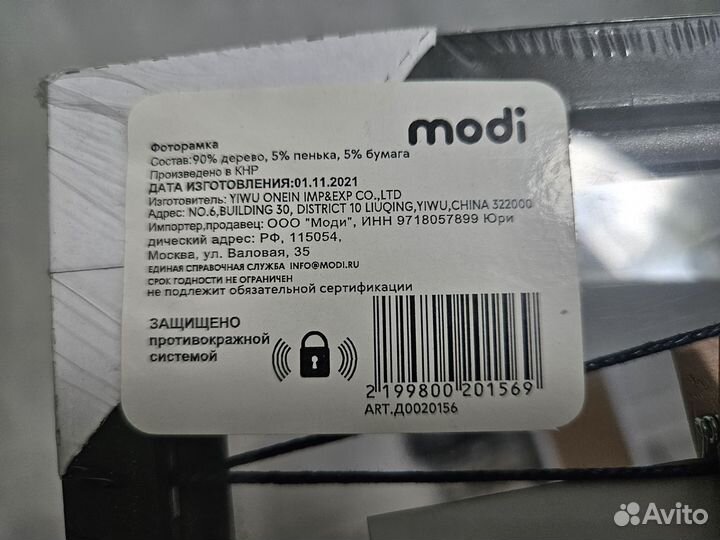 modi
Фоторамка
Состав:90% дерево, 5% пенька, 5% бумага
Произведено в КНР
ДАТА ИЗГОТОВЛЕНИЯ:01.11.2021
Изготовитель: YIWU ONEIN IMP&EXP CO.,LTD
Адрес: NO.6,BUILDING 30, DISTRICT 10 LIUQING,YIWU,CHINA 322000
Импортер,продавец: ООО "Моди", ИНН 9718057899 Юри
дический адрес: РФ, 115054,
Москва, ул. Валовая, 35
ЕДИНАЯ СПРАВОЧНАЯ СЛУЖБА INFO@MODI.RU
СРОК ГОДНОСТИ НЕ ОГРАНИЧЕН
не подлежит обязательной сертификации
ЗАЩИЩЕНО
противокражной
системой
2 199800 201569
ART.Д0020156
Avito